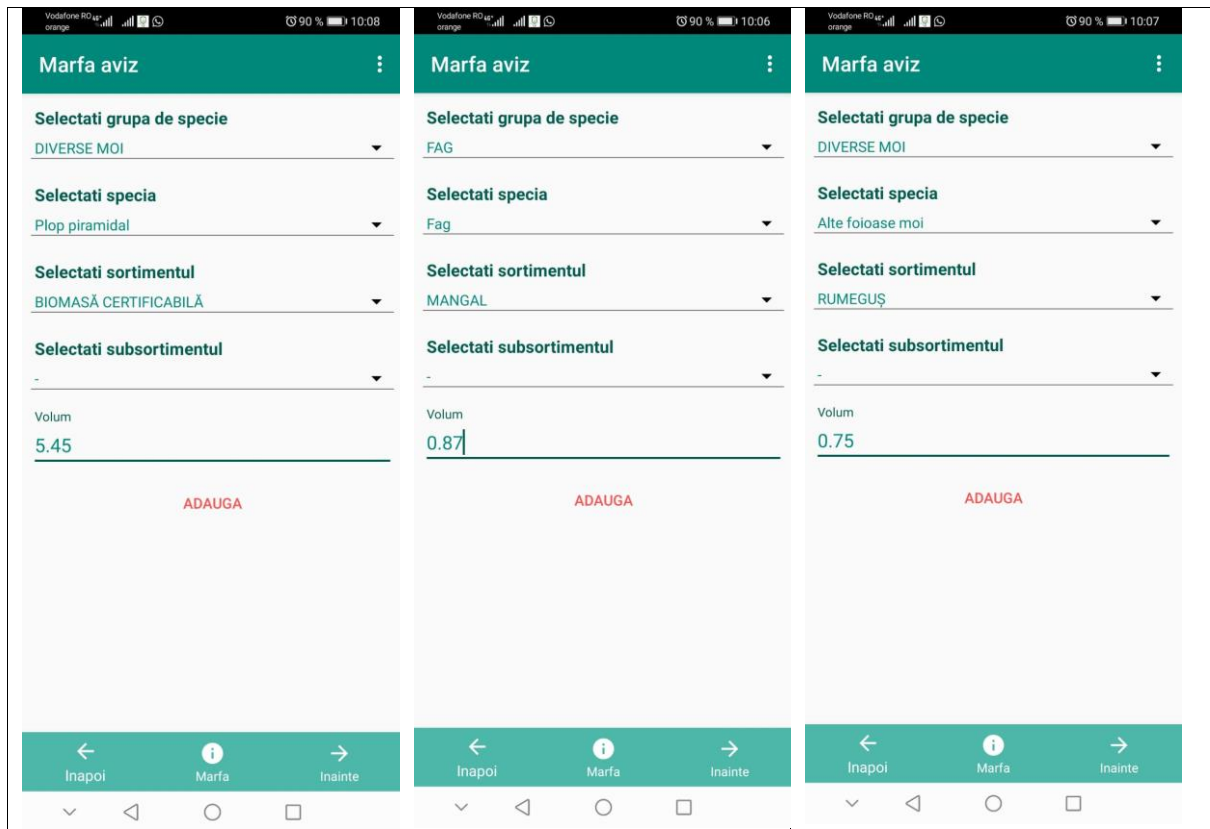 Vodafone RO
orange
90 % 10:08
Marfa aviz
Selectati grupa de specie
DIVERSE MOI
Selectati specia
Plop piramidal
Selectati sortimentul
BIOMASĂ CERTIFICABILĂ
Selectati subsortimentul
-
Volum
5.45
ADAUGA
Inapoi
Marfa
Inainte
Vodafone RO
orange
90 % 10:06
Marfa aviz
Selectati grupa de specie
FAG
Selectati specia
Fag
Selectati sortimentul
MANGAL
Selectati subsortimentul
-
Volum
0.87
ADAUGA
Inapoi
Marfa
Inainte
Vodafone RO
orange
90 % 10:07
Marfa aviz
Selectati grupa de specie
DIVERSE MOI
Selectati specia
Alte foioase moi
Selectati sortimentul
RUMEGUȘ
Selectati subsortimentul
-
Volum
0.75
ADAUGA
Inapoi
Marfa
Inainte